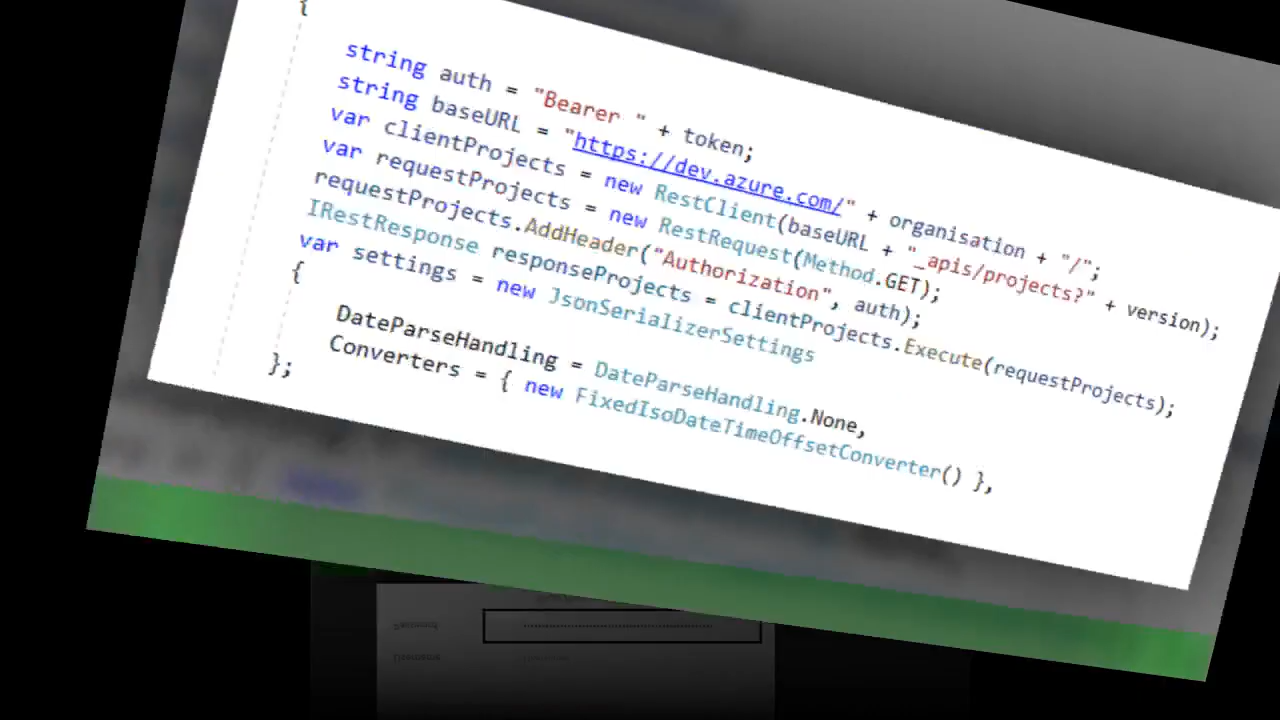 {
string auth = "Bearer " + token;
string baseURL = "https://dev.azure.com/" + organisation + "/";
var clientProjects = new RestClient(baseURL + "_apis/projects?" + version);
var requestProjects = new RestRequest(Method.GET);
requestProjects.AddHeader("Authorization", auth);
IRestResponse responseProjects = clientProjects.Execute(requestProjects);
var settings = new JsonSerializerSettings
{
DateParseHandling = DateParseHandling.None,
Converters = { new FixedIsoDateTimeOffsetConverter() },
};